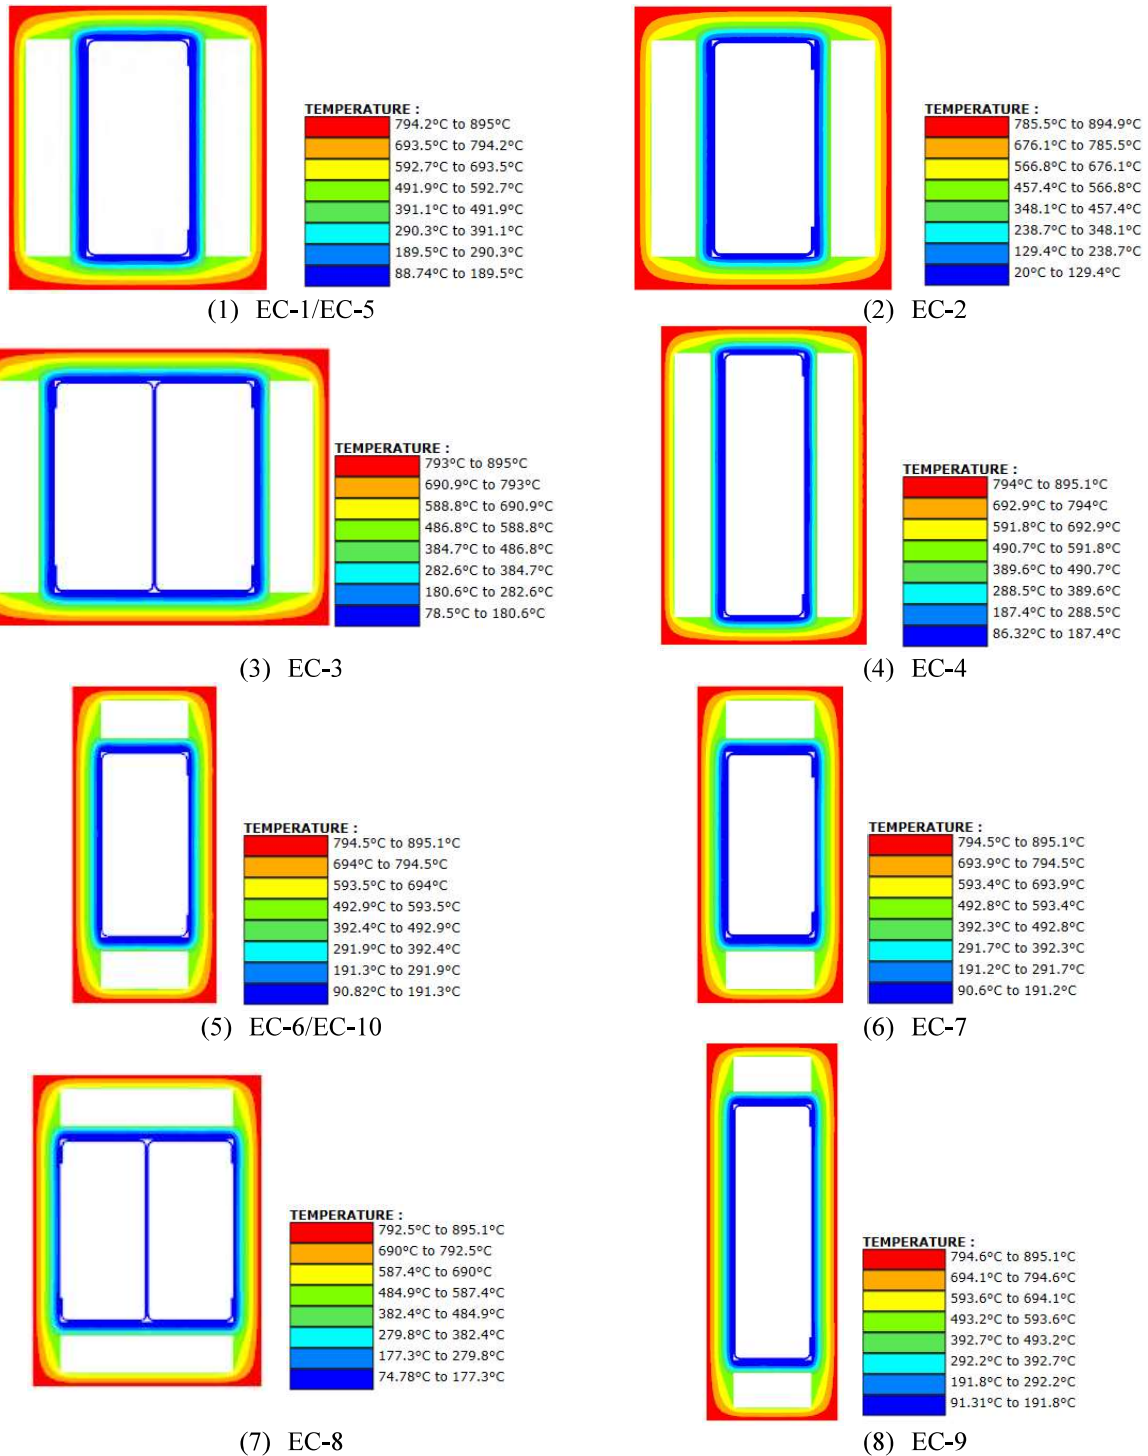 TEMPERATURE :
794.2°C to 895°C
693.5°C to 794.2°C
592.7°C to 693.5°C
491.9°C to 592.7°C
391.1°C to 491.9°C
290.3°C to 391.1°C
189.5°C to 290.3°C
88.74°C to 189.5°C
(1) EC-1/EC-5
TEMPERATURE :
785.5°C to 894.9°C
676.1°C to 785.5°C
566.8°C to 676.1°C
457.4°C to 566.8°C
348.1°C to 457.4°C
238.7°C to 348.1°C
129.4°C to 238.7°C
20°C to 129.4°C
(2) EC-2
TEMPERATURE :
793°C to 895°C
690.9°C to 793°C
588.8°C to 690.9°C
486.8°C to 588.8°C
384.7°C to 486.8°C
282.6°C to 384.7°C
180.6°C to 282.6°C
78.5°C to 180.6°C
(3) EC-3
TEMPERATURE :
794°C to 895.1°C
692.9°C to 794°C
591.8°C to 692.9°C
490.7°C to 591.8°C
389.6°C to 490.7°C
288.5°C to 389.6°C
187.4°C to 288.5°C
86.32°C to 187.4°C
(4) EC-4
TEMPERATURE :
794.5°C to 895.1°C
694°C to 794.5°C
593.5°C to 694°C
492.9°C to 593.5°C
392.4°C to 492.9°C
291.9°C to 392.4°C
191.3°C to 291.9°C
90.82°C to 191.3°C
(5) EC-6/EC-10
TEMPERATURE :
794.5°C to 895.1°C
693.9°C to 794.5°C
593.4°C to 693.9°C
492.8°C to 593.4°C
392.3°C to 492.8°C
291.7°C to 392.3°C
191.2°C to 291.7°C
90.6°C to 191.2°C
(6) EC-7
TEMPERATURE :
792.5°C to 895.1°C
690°C to 792.5°C
587.4°C to 690°C
484.9°C to 587.4°C
382.4°C to 484.9°C
279.8°C to 382.4°C
177.3°C to 279.8°C
74.78°C to 177.3°C
(7) EC-8
TEMPERATURE :
794.6°C to 895.1°C
694.1°C to 794.6°C
593.6°C to 694.1°C
493.2°C to 593.6°C
392.7°C to 493.2°C
292.2°C to 392.7°C
191.8°C to 292.2°C
91.31°C to 191.8°C
(8) EC-9